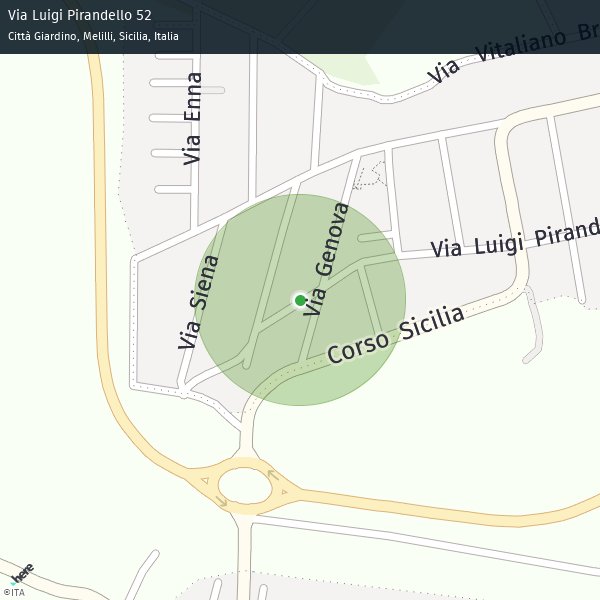 Via Luigi Pirandello 52
Città Giardino, Melilli, Sicilia, Italia
Via Vitaliano Br
Via Enna
Via Genova
Via Luigi Pirand
Via Siena
Corso Sicilia
here
©ITA